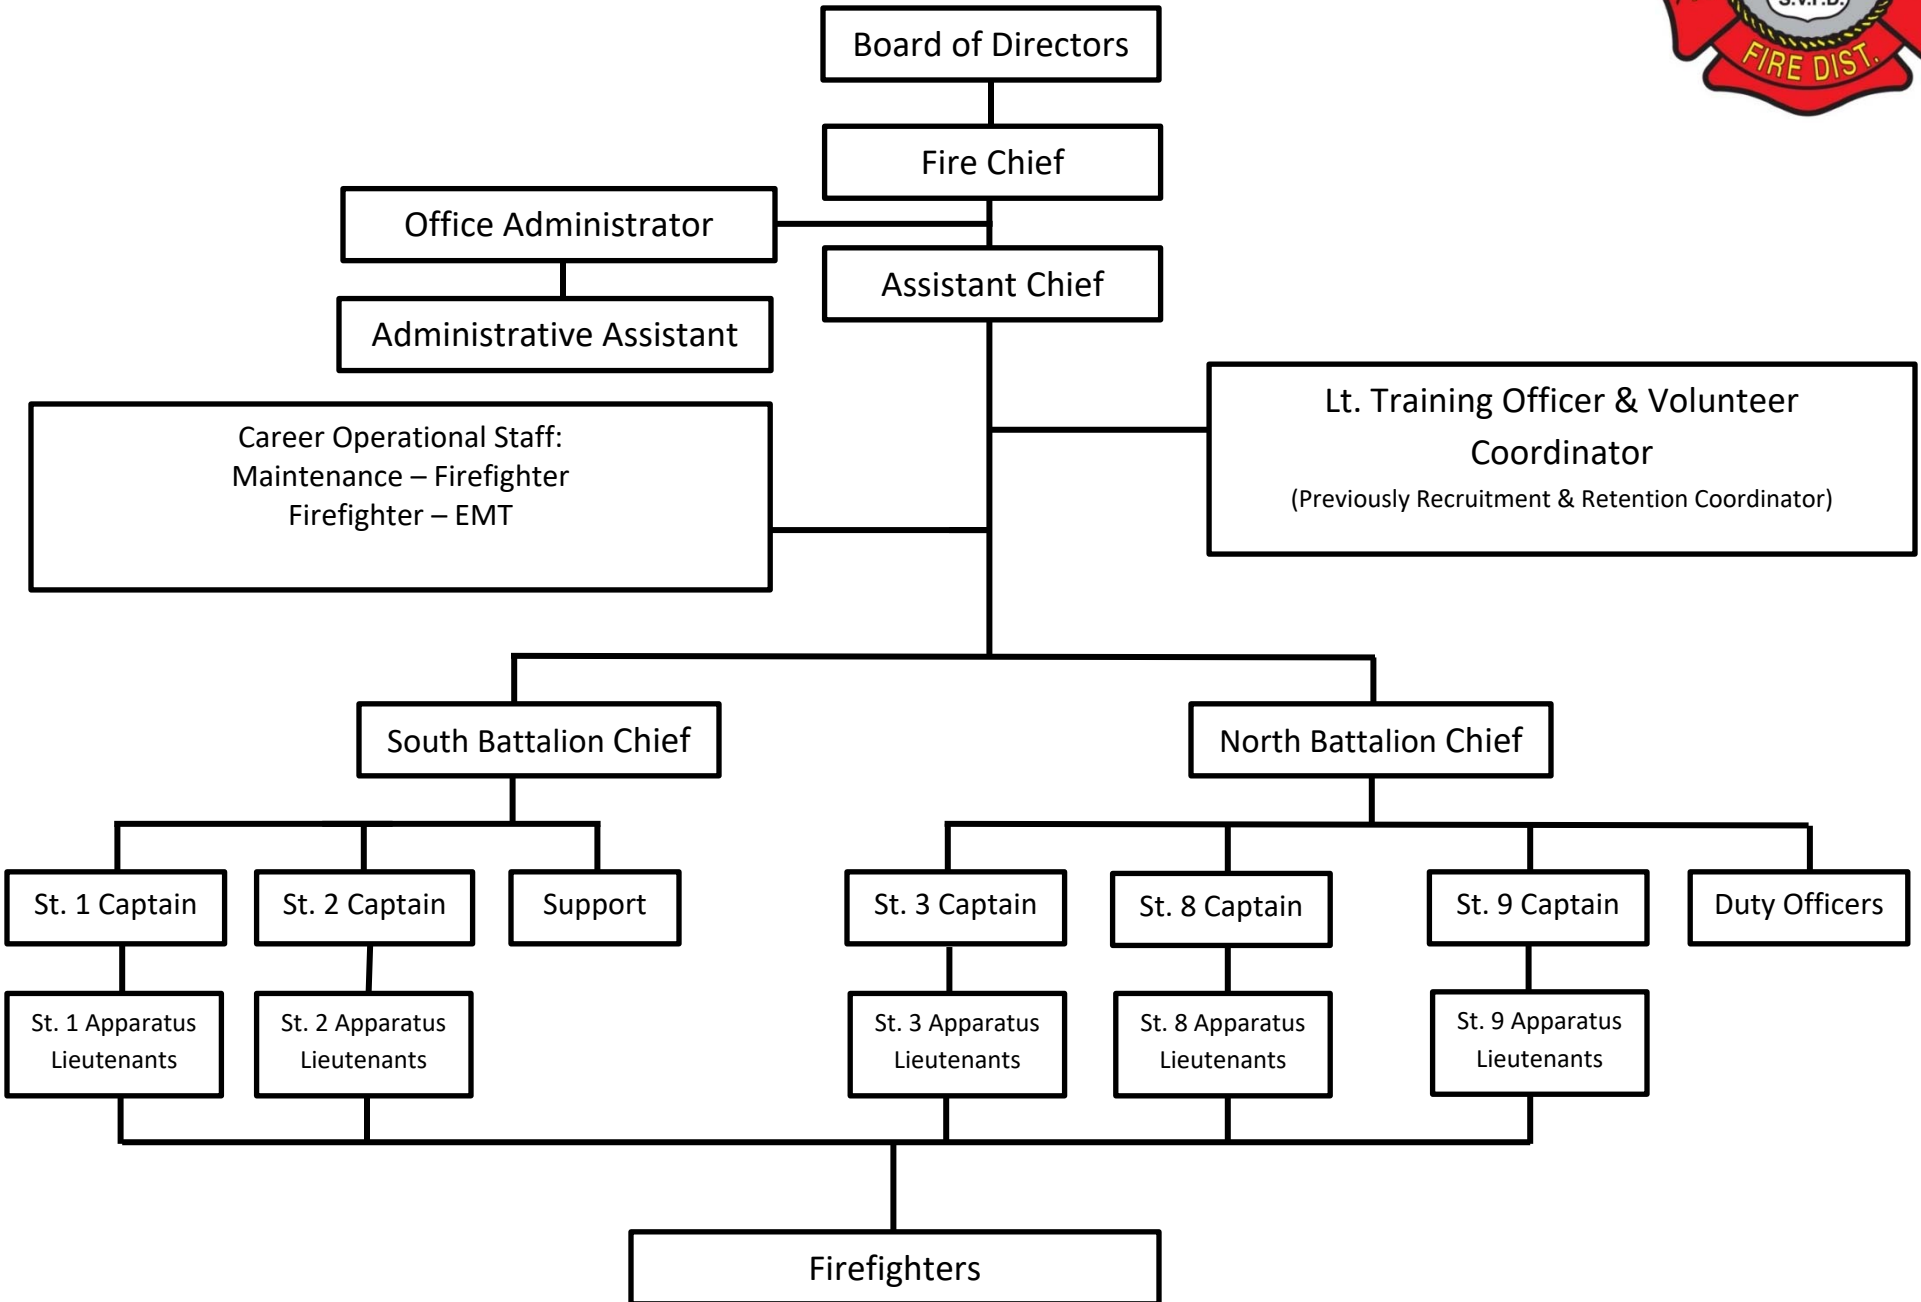 S.V.F.D.
FIRE DIST.
Board of Directors
Fire Chief
Office Administrator
Assistant Chief
Administrative Assistant
Career Operational Staff:
Maintenance – Firefighter
Firefighter – EMT
Lt. Training Officer & Volunteer
Coordinator
(Previously Recruitment & Retention Coordinator)
South Battalion Chief
North Battalion Chief
St. 1 Captain
St. 2 Captain
Support
St. 3 Captain
St. 8 Captain
St. 9 Captain
Duty Officers
St. 1 Apparatus
Lieutenants
St. 2 Apparatus
Lieutenants
St. 3 Apparatus
Lieutenants
St. 8 Apparatus
Lieutenants
St. 9 Apparatus
Lieutenants
Firefighters